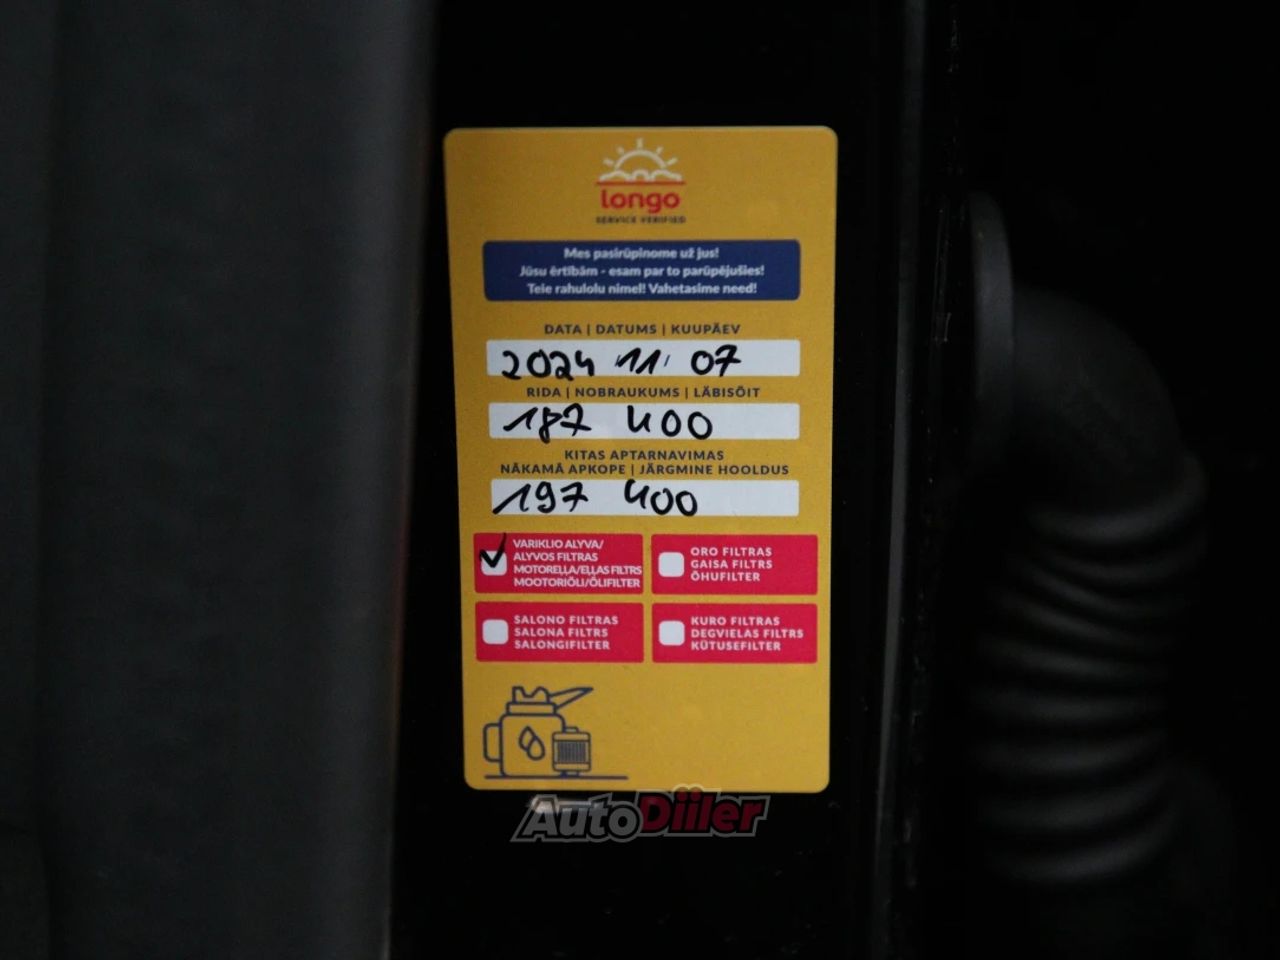 longo
SERVICE VERIFIED
Mes pasirūpinome už jus!
Jūsu ērtībām - esam par to parūpējušies!
Teie rahulolu nimel! Vahetasime need!
DATA | DATUMS | KUUPÄEV
2024 11 07
RIDA | NOBRAUKUMS | LÄBISÕIT
187 400
KITAS APTARNAVIMAS
NĀKAMĀ APKOPE | JÄRGMINE HOOLDUS
197 400
VARIKLIO ALYVA/
ALYVOS FILTRAS
MOTOREĻĻA/EĻĻAS FILTRS
MOOTORIÕLI/ÕLIFILTER
ORO FILTRAS
GAISA FILTRS
ÕHUFILTER
SALONO FILTRAS
SALONA FILTRS
SALONGIFILTER
KURO FILTRAS
DEGVIELAS FILTRS
KÜTUSEFILTER
AutoDiiler